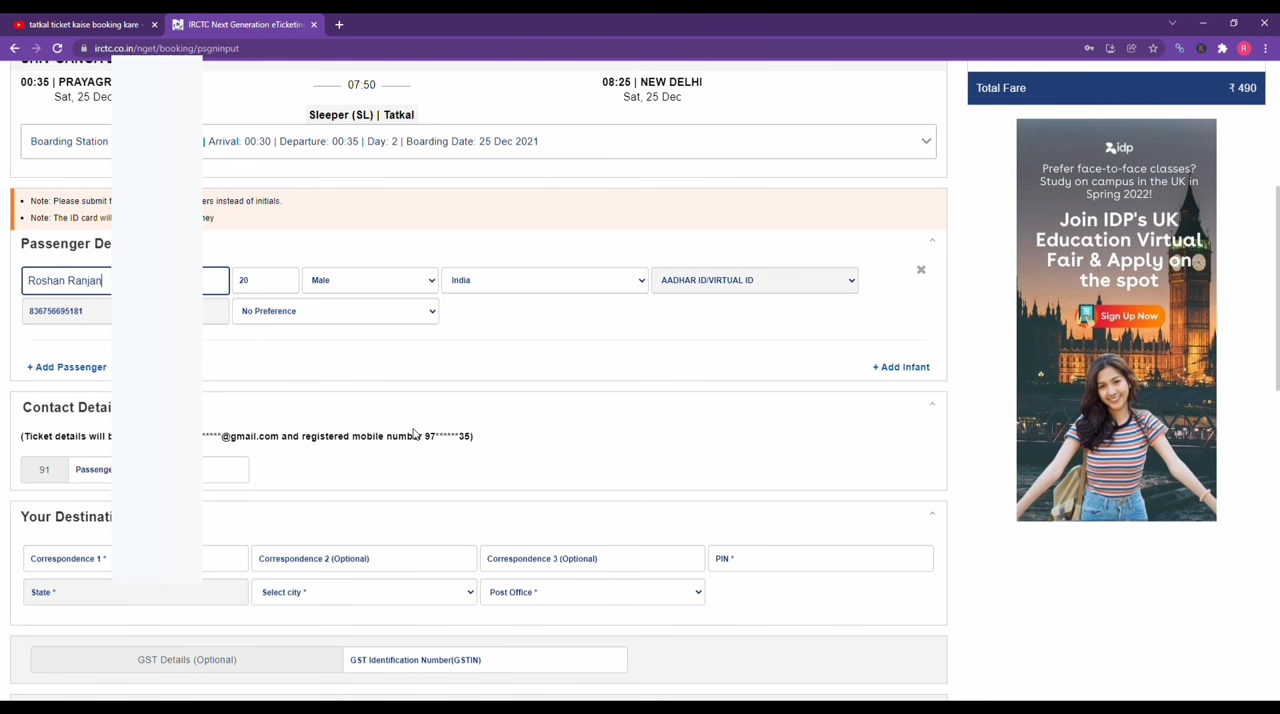 tatkal ticket kaise booking kare -
IRCTC Next Generation eTicketing
irctc.co.in/nget/booking/psgninput
R
00:35 | PRAYAGR
07:50
08:25 | NEW DELHI
Sat, 25 Dec
Sat, 25 Dec
Sleeper (SL) | Tatkal
Boarding Station | Arrival: 00:30 | Departure: 00:35 | Day: 2 | Boarding Date: 25 Dec 2021
Note: Please submit f ers instead of initials.
Note: The ID card will ney
Passenger De
Roshan Ranjan
20
Male
India
AADHAR ID/VIRTUAL ID
836756695181
No Preference
+ Add Passenger
+ Add Infant
Contact Detai
(Ticket details will b ****@gmail.com and registered mobile number 97******35)
91
Passenge
Your Destinati
Correspondence 1 *
Correspondence 2 (Optional)
Correspondence 3 (Optional)
PIN *
State *
Select city *
Post Office *
GST Details (Optional)
GST Identification Number(GSTIN)
Total Fare
₹ 490
idp
Prefer face-to-face classes?
Study on campus in the UK in
Spring 2022!
Join IDP's UK
Education Virtual
Fair & Apply on
the spot
Sign Up Now